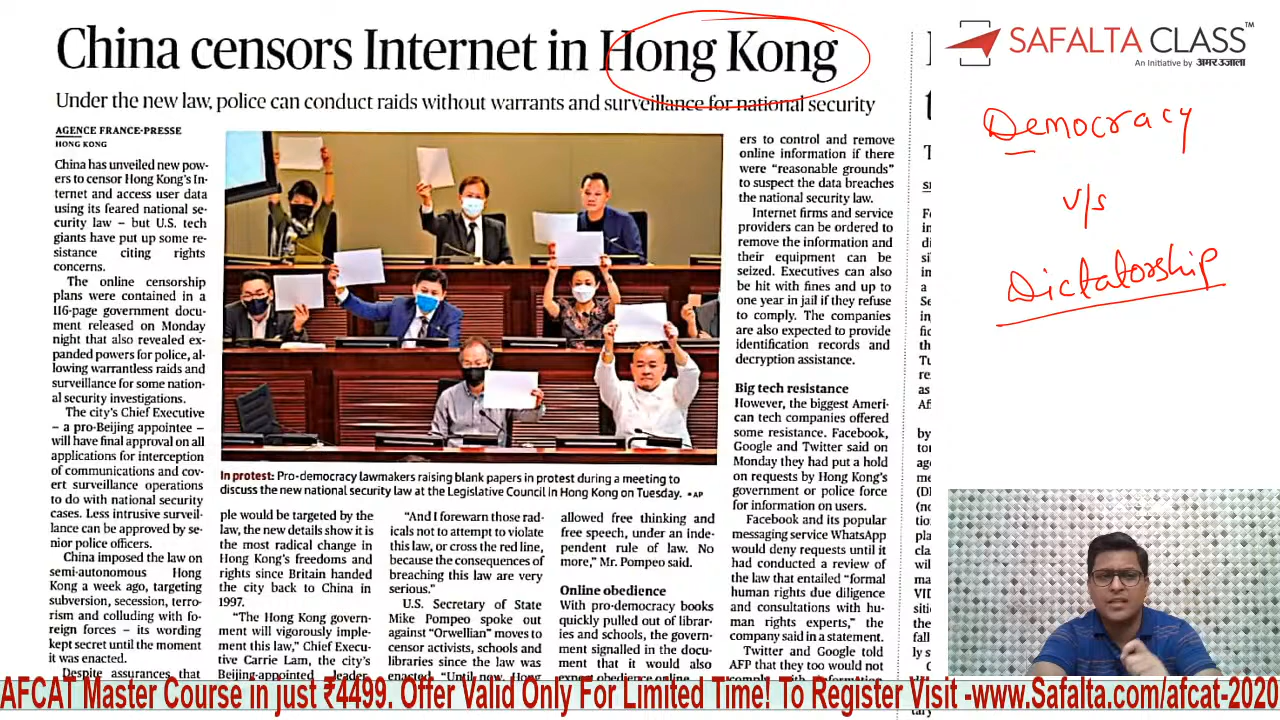 China censors Internet in Hong Kong
Under the new law, police can conduct raids without warrants and surveillance for national security
AGENCE FRANCE-PRESSE
HONG KONG
China has unveiled new pow-
ers to censor Hong Kong's In-
ternet and access user data
using its feared national se-
curity law – but U.S. tech
giants have put up some re-
sistance citing rights
concerns.
The online censorship
plans were contained in a
116-page government docu-
ment released on Monday
night that also revealed ex-
panded powers for police, al-
lowing warrantless raids and
surveillance for some nation-
al security investigations.
The city's Chief Executive
– a pro-Beijing appointee –
will have final approval on all
applications for interception
of communications and cov-
ert surveillance operations
to do with national security
cases. Less intrusive surveil-
lance can be approved by se-
nior police officers.
China imposed the law on
semi-autonomous Hong
Kong a week ago, targeting
subversion, secession, terro-
rism and colluding with fo-
reign forces – its wording
kept secret until the moment
it was enacted.
Despite assurances that
In protest: Pro-democracy lawmakers raising blank papers in protest during a meeting to
discuss the new national security law at the Legislative Council in Hong Kong on Tuesday. •AP
ple would be targeted by the
law, the new details show it is
the most radical change in
Hong Kong's freedoms and
rights since Britain handed
the city back to China in
1997.
"The Hong Kong govern-
ment will vigorously imple-
ment this law," Chief Execu-
tive Carrie Lam, the city's
Beijing-appointed leader
"And I forewarn those rad-
icals not to attempt to violate
this law, or cross the red line,
because the consequences of
breaching this law are very
serious."
U.S. Secretary of State
Mike Pompeo spoke out
against "Orwellian" moves to
censor activists, schools and
libraries since the law was
enacted. "Until now, Hong
allowed free thinking and
free speech, under an inde-
pendent rule of law. No
more," Mr. Pompeo said.
Online obedience
With pro-democracy books
quickly pulled out of librar-
ies and schools, the govern-
ment signalled in the docu-
ment that it would also
expect obedience online
ers to control and remove
online information if there
were "reasonable grounds"
to suspect the data breaches
the national security law.
Internet firms and service
providers can be ordered to
remove the information and
their equipment can be
seized. Executives can also
be hit with fines and up to
one year in jail if they refuse
to comply. The companies
are also expected to provide
identification records and
decryption assistance.
Big tech resistance
However, the biggest Ameri-
can tech companies offered
some resistance. Facebook,
Google and Twitter said on
Monday they had put a hold
on requests by Hong Kong's
government or police force
for information on users.
Facebook and its popular
messaging service WhatsApp
would deny requests until it
had conducted a review of
the law that entailed "formal
human rights due diligence
and consultations with hu-
man rights experts," the
company said in a statement.
Twitter and Google told
AFP that they too would not
comply with information
SAFALTA CLASS™
An Initiative by अमर उजाला
Democracy
v/s
Dictatorship
AFCAT Master Course in just ₹4499. Offer Valid Only For Limited Time! To Register Visit -www.Safalta.com/afcat-2020